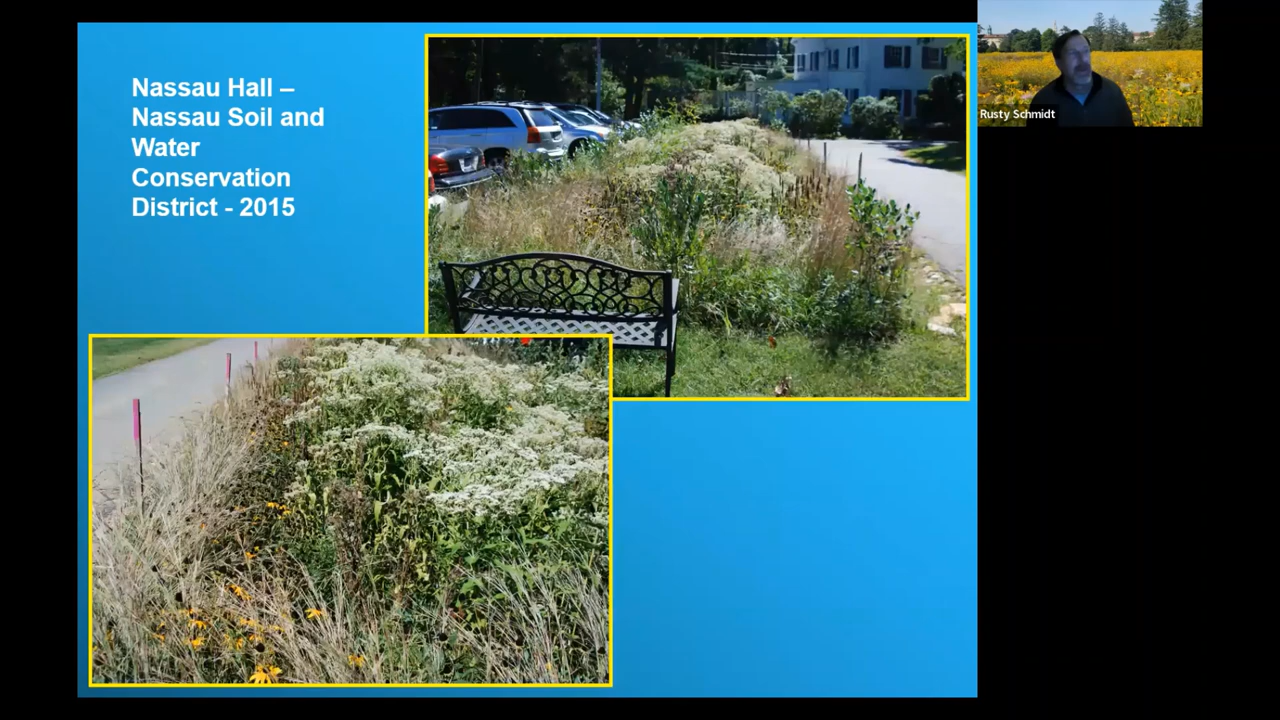 Nassau Hall –
Nassau Soil and
Water
Conservation
District - 2015
Rusty Schmidt